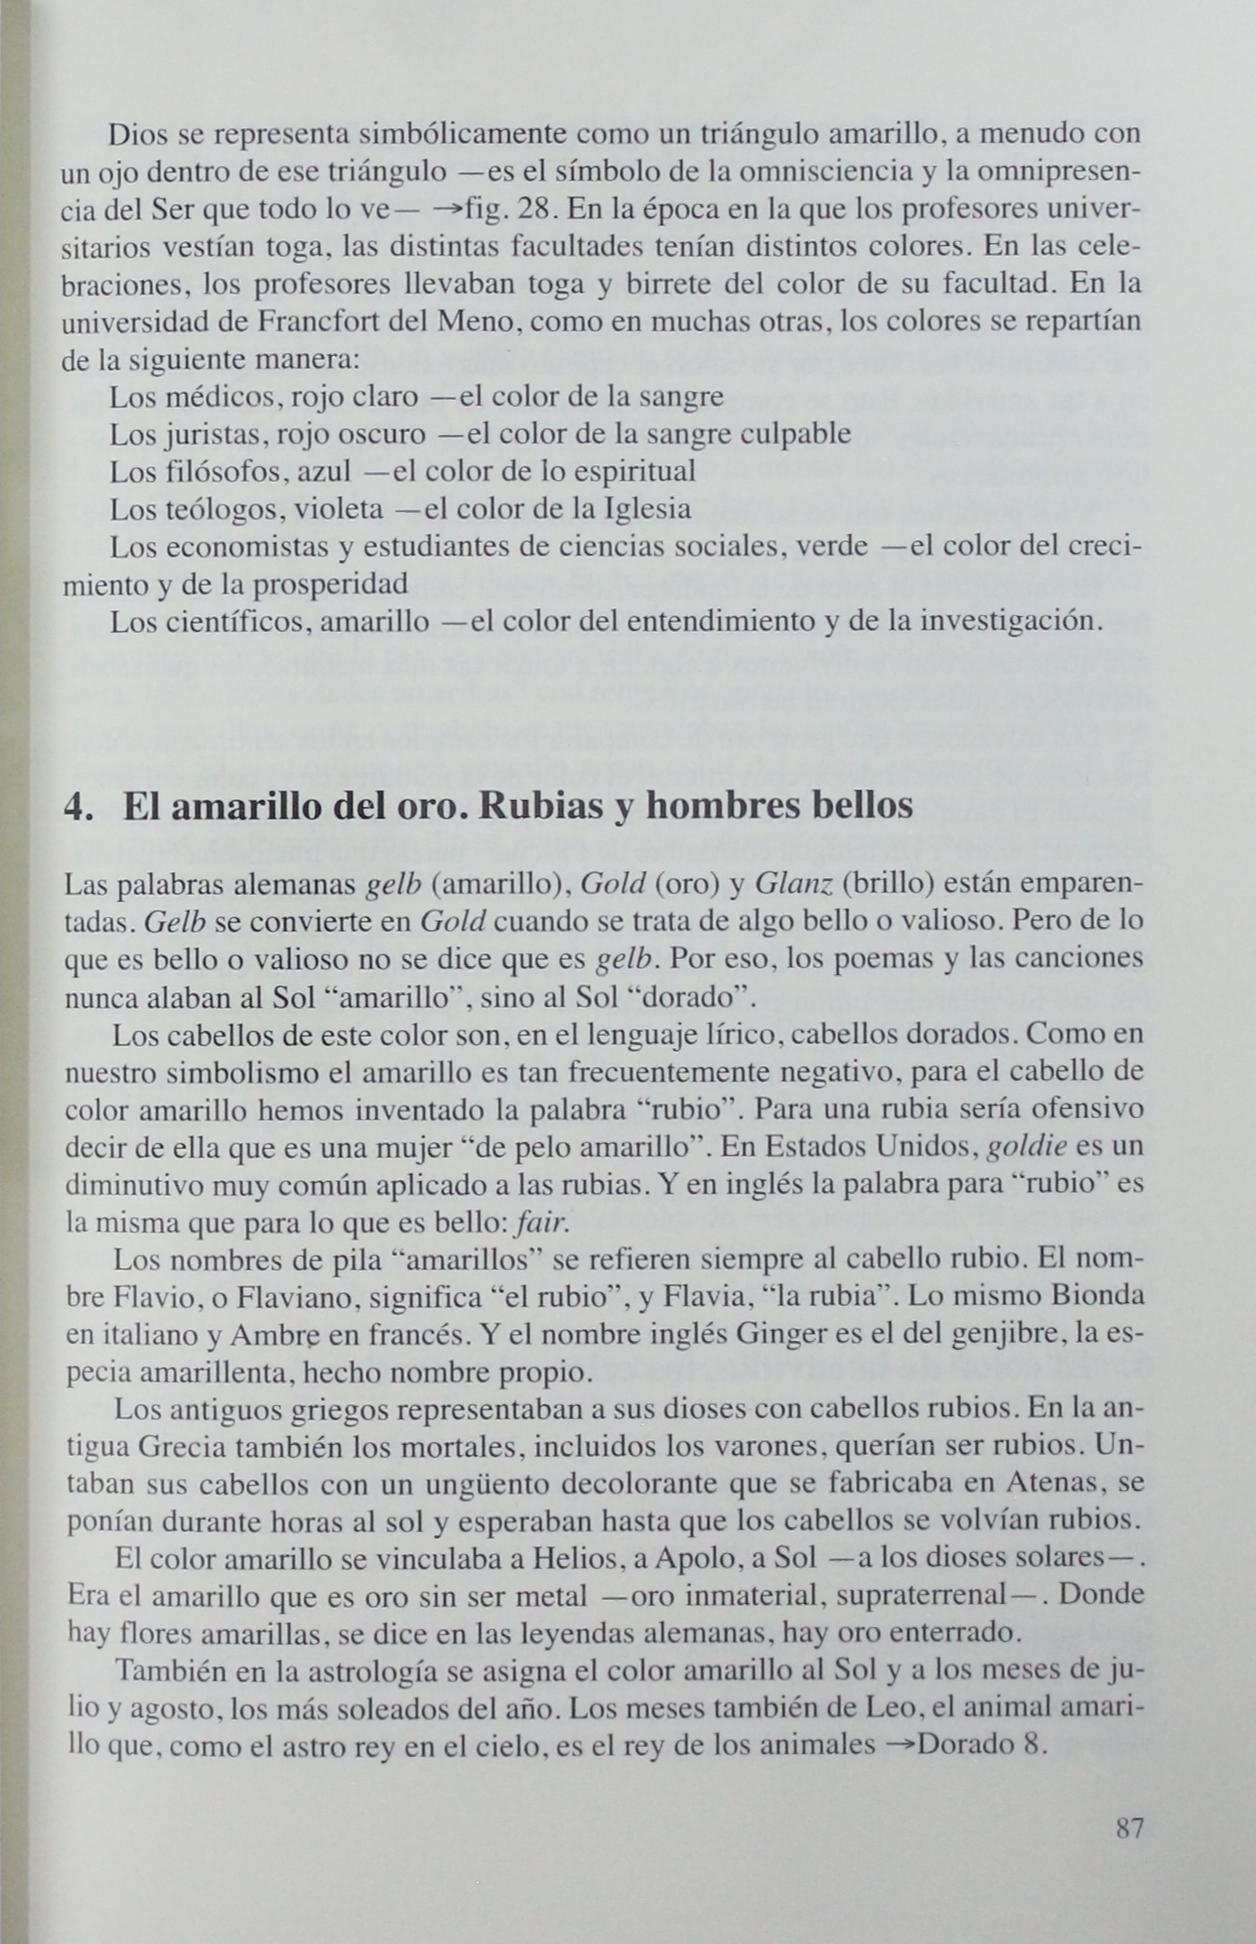 Dios se representa simbólicamente como un triángulo amarillo, a menudo con
un ojo dentro de ese triángulo —es el símbolo de la omnisciencia y la omnipresen-
cia del Ser que todo lo ve— →fig. 28. En la época en la que los profesores univer-
sitarios vestían toga, las distintas facultades tenían distintos colores. En las cele-
braciones, los profesores llevaban toga y birrete del color de su facultad. En la
universidad de Francfort del Meno, como en muchas otras, los colores se repartían
de la siguiente manera:
Los médicos, rojo claro —el color de la sangre
Los juristas, rojo oscuro —el color de la sangre culpable
Los filósofos, azul —el color de lo espiritual
Los teólogos, violeta —el color de la Iglesia
Los economistas y estudiantes de ciencias sociales, verde —el color del creci-
miento y de la prosperidad
Los científicos, amarillo —el color del entendimiento y de la investigación.
4. El amarillo del oro. Rubias y hombres bellos
Las palabras alemanas gelb (amarillo), Gold (oro) y Glanz (brillo) están emparen-
tadas. Gelb se convierte en Gold cuando se trata de algo bello o valioso. Pero de lo
que es bello o valioso no se dice que es gelb. Por eso, los poemas y las canciones
nunca alaban al Sol “amarillo”, sino al Sol “dorado”.
Los cabellos de este color son, en el lenguaje lírico, cabellos dorados. Como en
nuestro simbolismo el amarillo es tan frecuentemente negativo, para el cabello de
color amarillo hemos inventado la palabra “rubio”. Para una rubia sería ofensivo
decir de ella que es una mujer “de pelo amarillo”. En Estados Unidos, goldie es un
diminutivo muy común aplicado a las rubias. Y en inglés la palabra para “rubio” es
la misma que para lo que es bello: fair.
Los nombres de pila “amarillos” se refieren siempre al cabello rubio. El nom-
bre Flavio, o Flaviano, significa “el rubio”, y Flavia, “la rubia”. Lo mismo Bionda
en italiano y Ambre en francés. Y el nombre inglés Ginger es el del genjibre, la es-
pecia amarillenta, hecho nombre propio.
Los antiguos griegos representaban a sus dioses con cabellos rubios. En la an-
tigua Grecia también los mortales, incluidos los varones, querían ser rubios. Un-
taban sus cabellos con un ungüento decolorante que se fabricaba en Atenas, se
ponían durante horas al sol y esperaban hasta que los cabellos se volvían rubios.
El color amarillo se vinculaba a Helios, a Apolo, a Sol —a los dioses solares—.
Era el amarillo que es oro sin ser metal —oro inmaterial, supraterrenal—. Donde
hay flores amarillas, se dice en las leyendas alemanas, hay oro enterrado.
También en la astrología se asigna el color amarillo al Sol y a los meses de ju-
lio y agosto, los más soleados del año. Los meses también de Leo, el animal amari-
llo que, como el astro rey en el cielo, es el rey de los animales →Dorado 8.
87